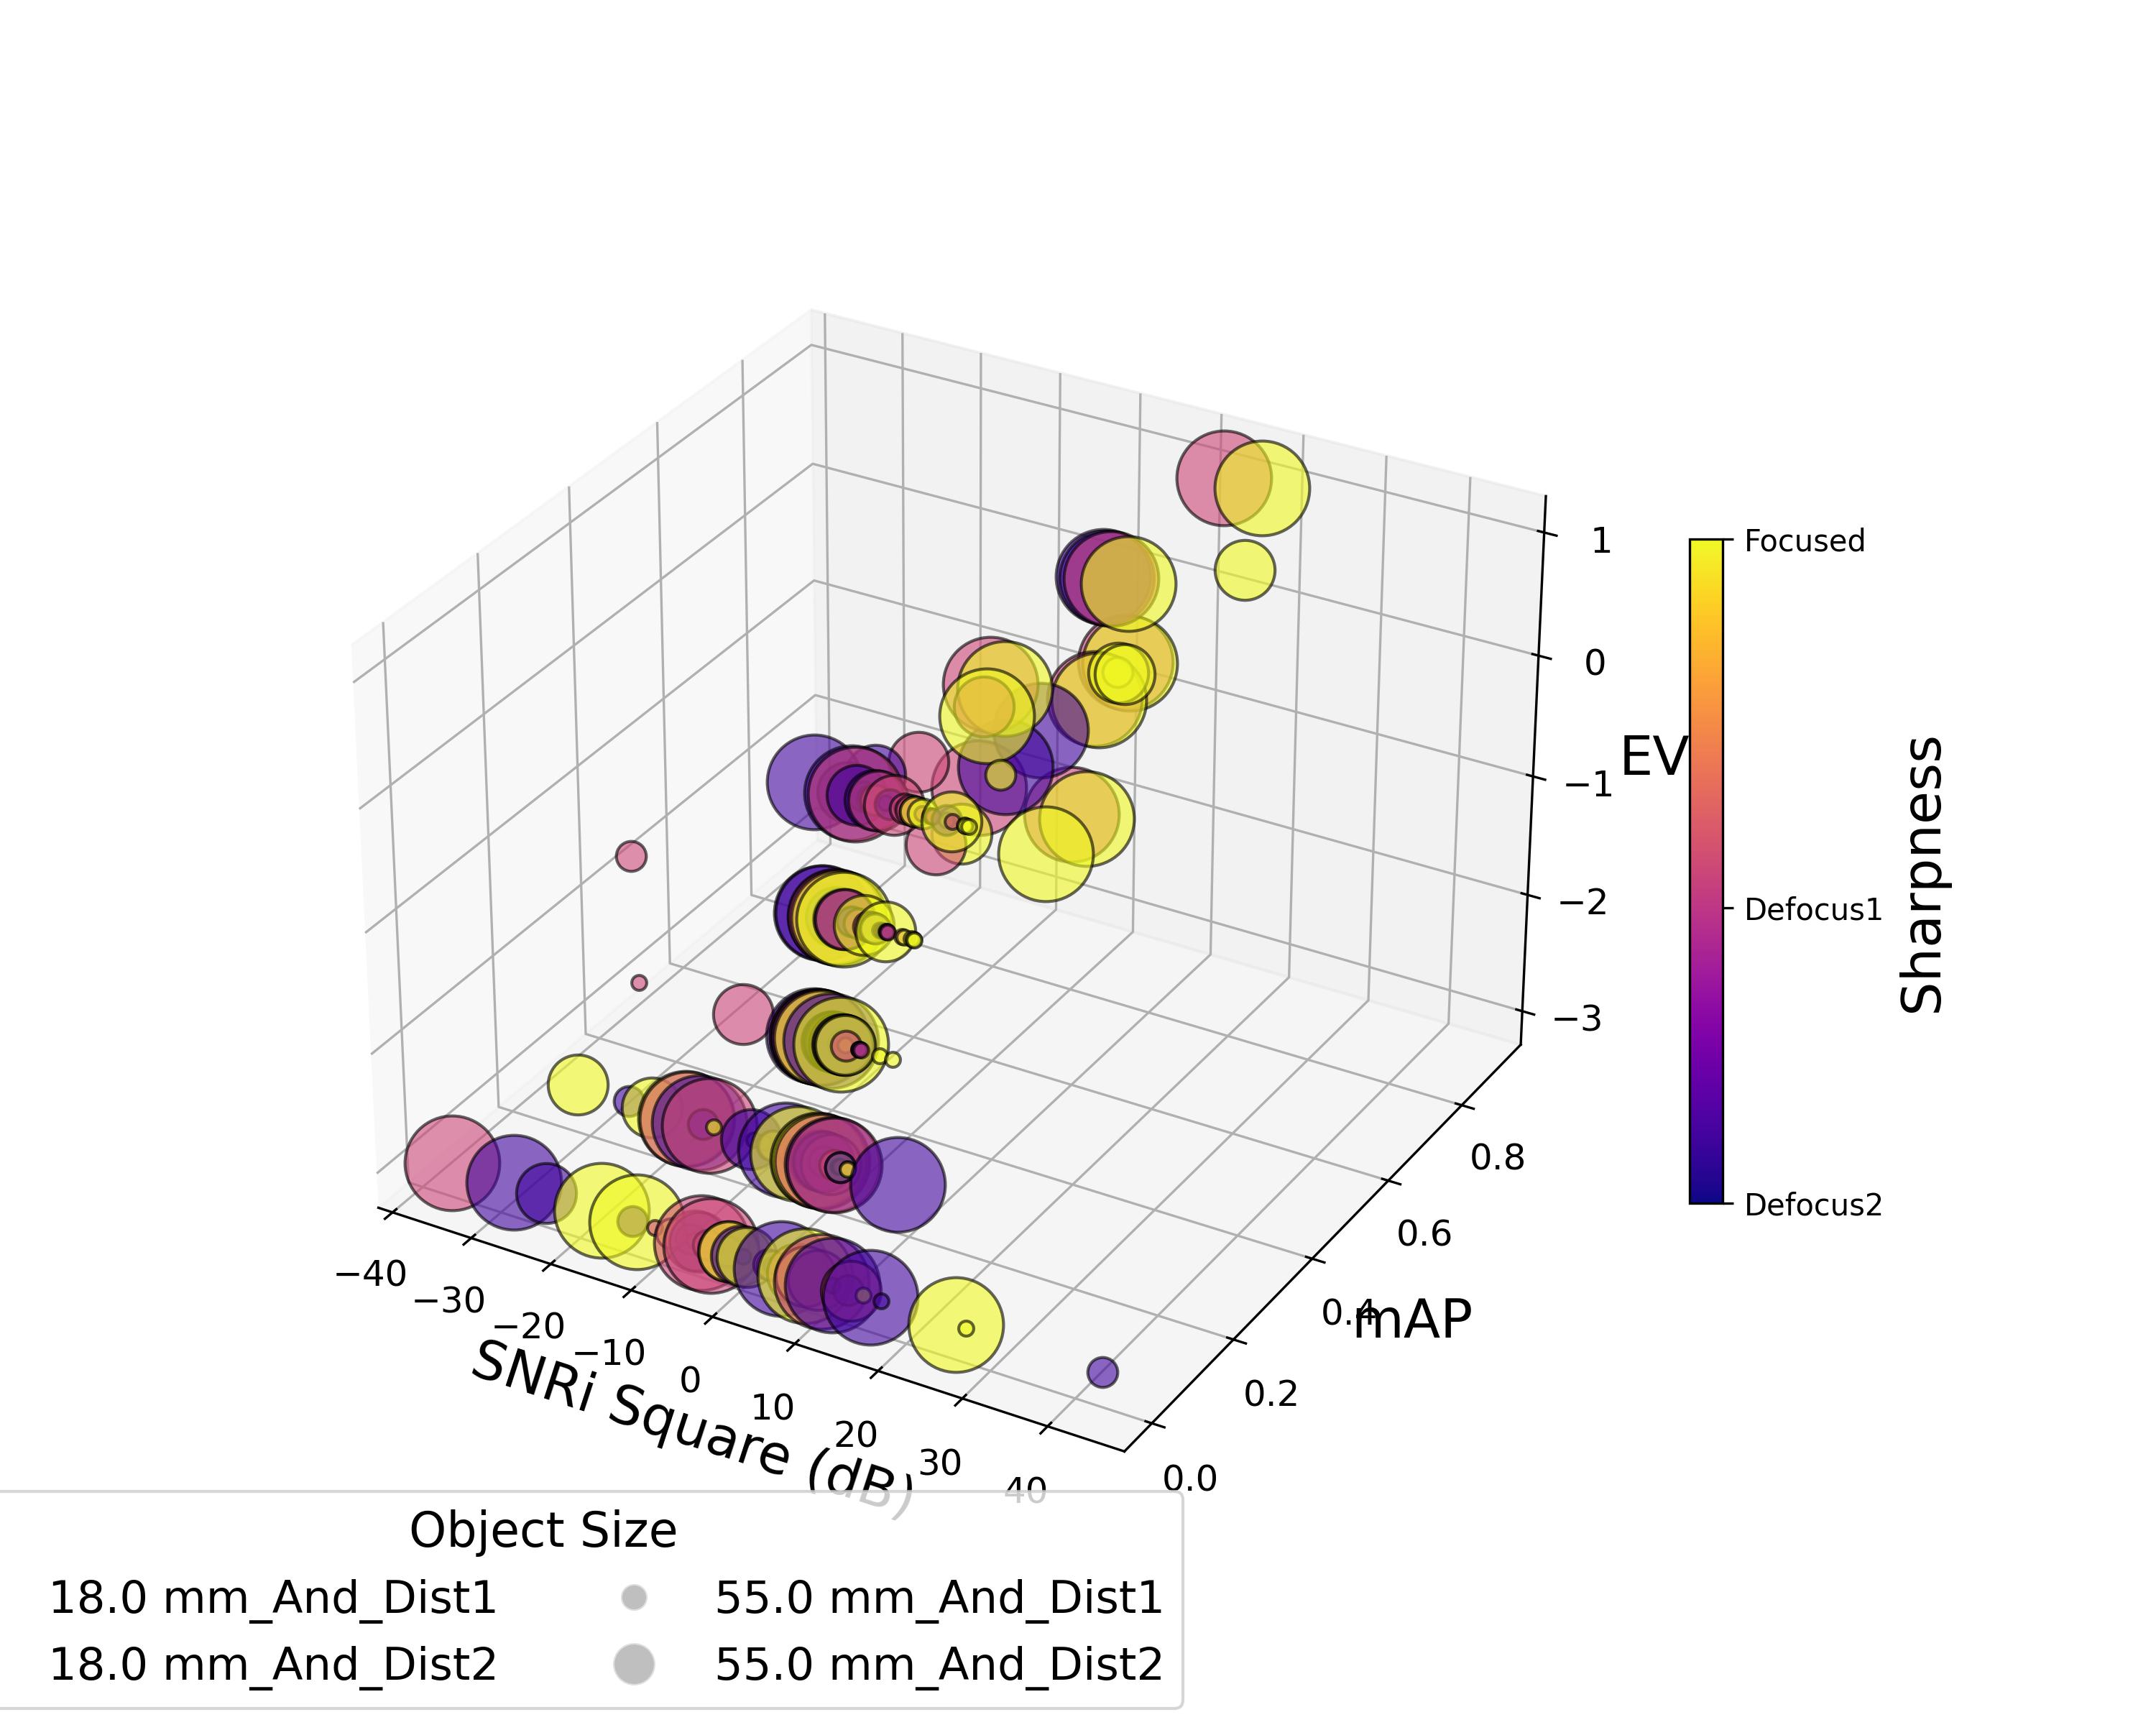 1
0
−1
−2
−3
EV
Focused
Defocus1
Defocus2
Sharpness
0.8
0.6
0.4
0.2
0.0
mAP
−40
−30
−20
−10
0
10
20
30
40
SNRi Square (dB)
Object Size
18.0 mm_And_Dist1
55.0 mm_And_Dist1
18.0 mm_And_Dist2
55.0 mm_And_Dist2